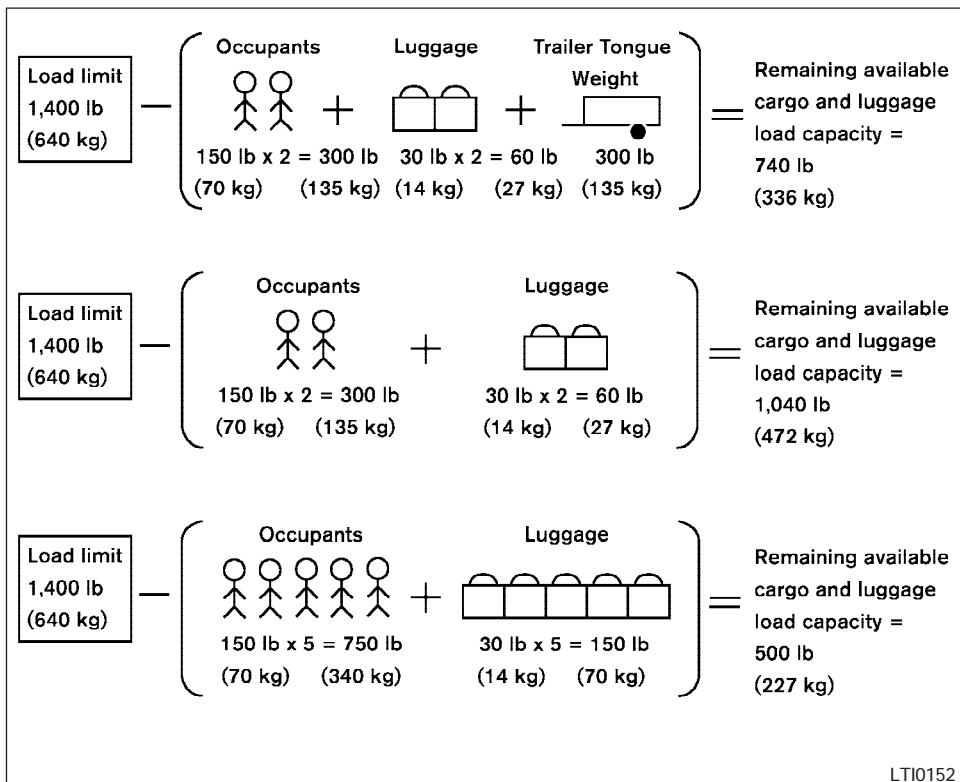 Occupants Luggage Trailer Tongue
Weight
Load limit
1,400 lb
(640 kg)
150 lb x 2 = 300 lb 30 lb x 2 = 60 lb 300 lb
(70 kg) (135 kg) (14 kg) (27 kg) (135 kg)
Remaining available
cargo and luggage
load capacity =
740 lb
(336 kg)
Occupants Luggage
Load limit
1,400 lb
(640 kg)
150 lb x 2 = 300 lb 30 lb x 2 = 60 lb
(70 kg) (135 kg) (14 kg) (27 kg)
Remaining available
cargo and luggage
load capacity =
1,040 lb
(472 kg)
Occupants Luggage
Load limit
1,400 lb
(640 kg)
150 lb x 5 = 750 lb 30 lb x 5 = 150 lb
(70 kg) (340 kg) (14 kg) (70 kg)
Remaining available
cargo and luggage
load capacity =
500 lb
(227 kg)
LTI0152